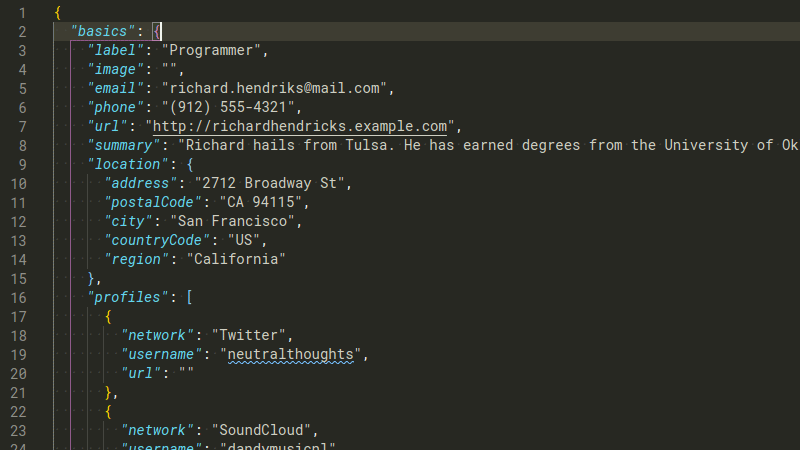 1 {
2 "basics": {
3 "label": "Programmer",
4 "image": "",
5 "email": "richard.hendriks@mail.com",
6 "phone": "(912) 555-4321",
7 "url": "http://richardhendricks.example.com",
8 "summary": "Richard hails from Tulsa. He has earned degrees from the University of Ok
9 "location": {
10 "address": "2712 Broadway St",
11 "postalCode": "CA 94115",
12 "city": "San Francisco",
13 "countryCode": "US",
14 "region": "California"
15 },
16 "profiles": [
17 {
18 "network": "Twitter",
19 "username": "neutralthoughts",
20 "url": ""
21 },
22 {
23 "network": "SoundCloud",
24 "username": "dandymusicnl"